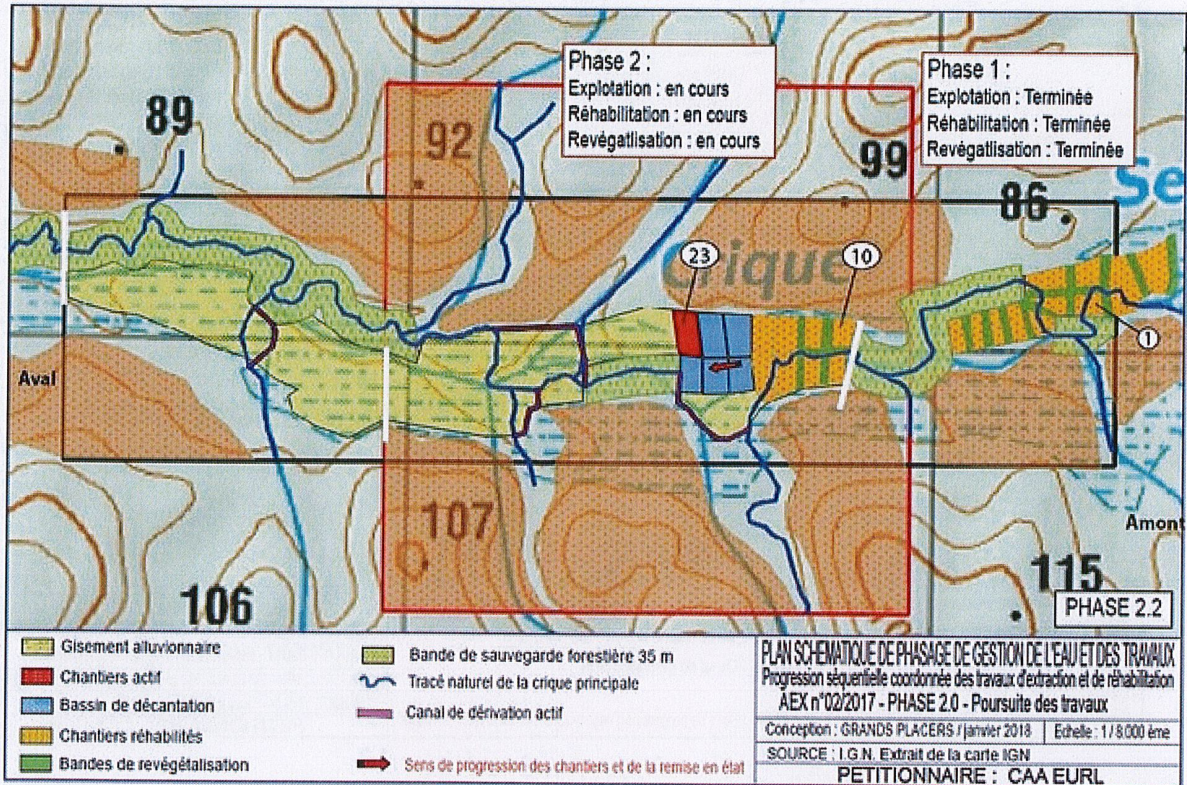 Phase 2 :
Explotation : en cours
Réhabilitation : en cours
Revégatlisation : en cours
Phase 1 :
Explotation : Terminée
Réhabilitation : Terminée
Revégatlisation : Terminée
89
92
99
86
Se
Crique
23
10
1
Aval
107
106
Amont
115
PHASE 2.2
Gisement alluvionnaire
Chantiers actif
Bassin de décantation
Chantiers réhabilités
Bandes de revégétalisation
Bande de sauvegarde forestière 35 m
Tracé naturel de la crique principale
Canal de dérivation actif
Sens de progression des chantiers et de la remise en état
PLAN SCHEMATIQUE DE PHASAGE DE GESTION DE L'EAU ET DES TRAVAUX
Progression séquentielle coordonnée des travaux d'extraction et de réhabilitation
AEX n°02/2017 - PHASE 2.0 - Poursuite des travaux
Conception : GRANDS PLACERS / janvier 2018
Echelle : 1/8.000 ème
SOURCE : I.G.N. Extrait de la carte IGN
PETITIONNAIRE : CAA EURL